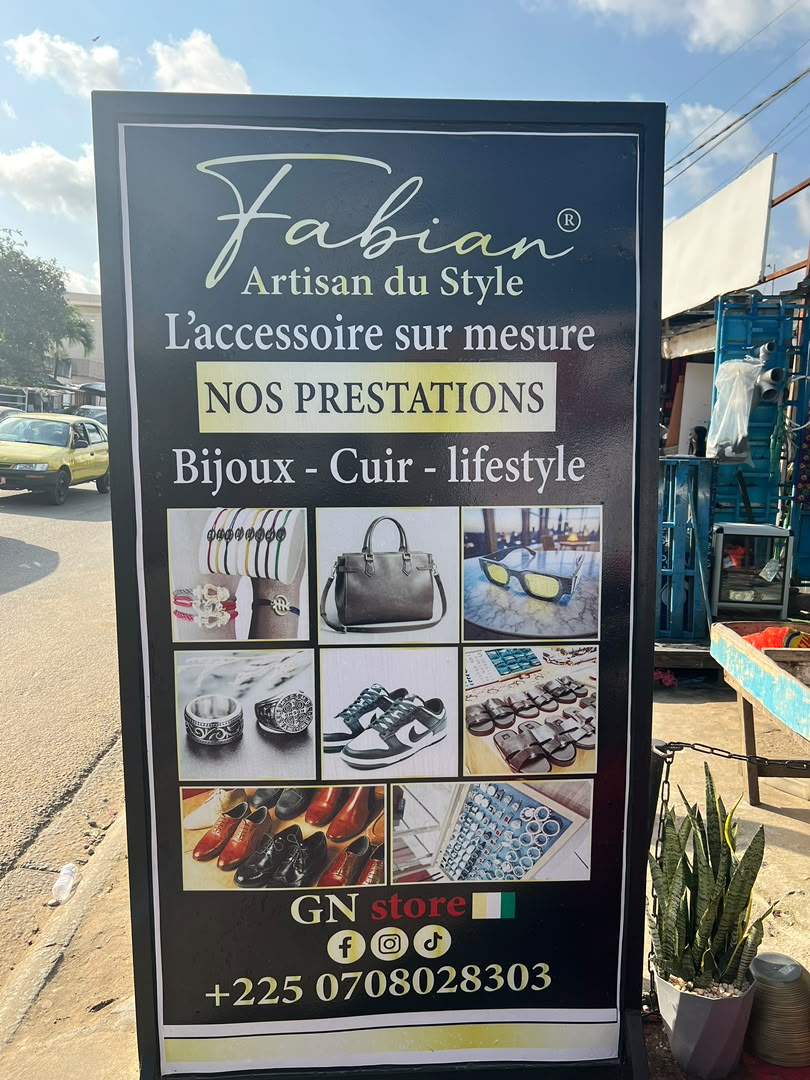 Fabian®
Artisan du Style
L'accessoire sur mesure
NOS PRESTATIONS
Bijoux - Cuir - lifestyle
GN store
+225 0708028303